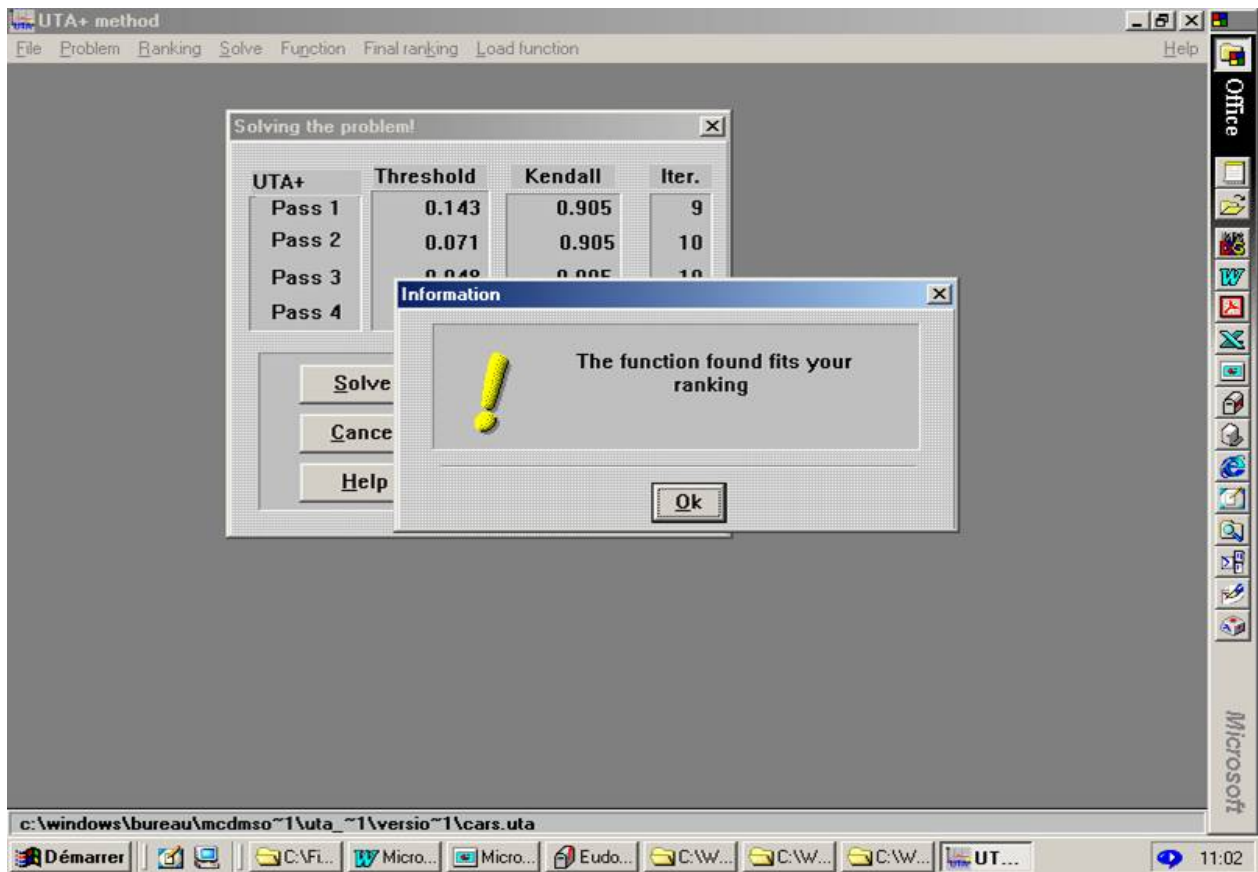 UTA+ method
File Problem Ranking Solve Function Final ranking Load function Help
Office
Solving the problem!
UTA+ Threshold Kendall Iter.
Pass 1 0.143 0.905 9
Pass 2 0.071 0.905 10
Pass 3
Pass 4
Information
The function found fits your
ranking
Solve
Cance
Help
Ok
Microsoft
c:\windows\bureau\mcdmso~1\uta_~1\versio~1\cars.uta
Démarrer C:\Fi... Micro... Micro... Eudo... C:\W... C:\W... C:\W... UT... 11:02